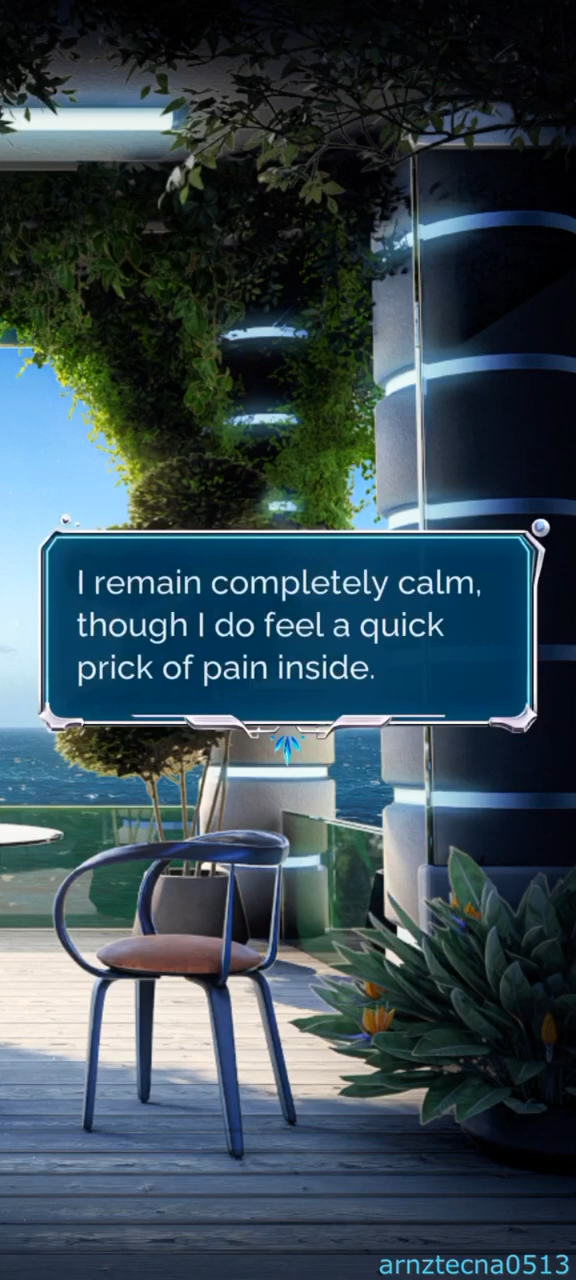 I remain completely calm,
though I do feel a quick
prick of pain inside.
arnztecna0513